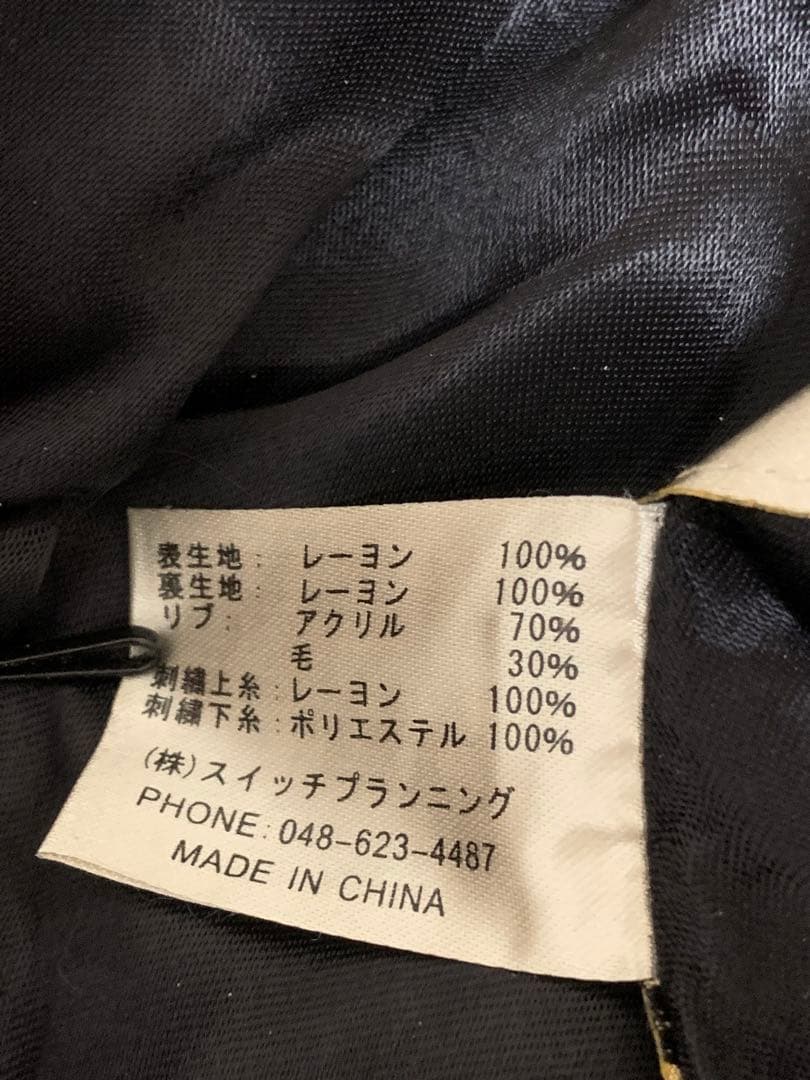 表生地： レーヨン 100%
裏生地： レーヨン 100%
リブ： アクリル 70%
毛 30%
刺繍上糸：レーヨン 100%
刺繍下糸：ポリエステル 100%
（株）スイッチプランニング
PHONE: 048-623-4487
MADE IN CHINA